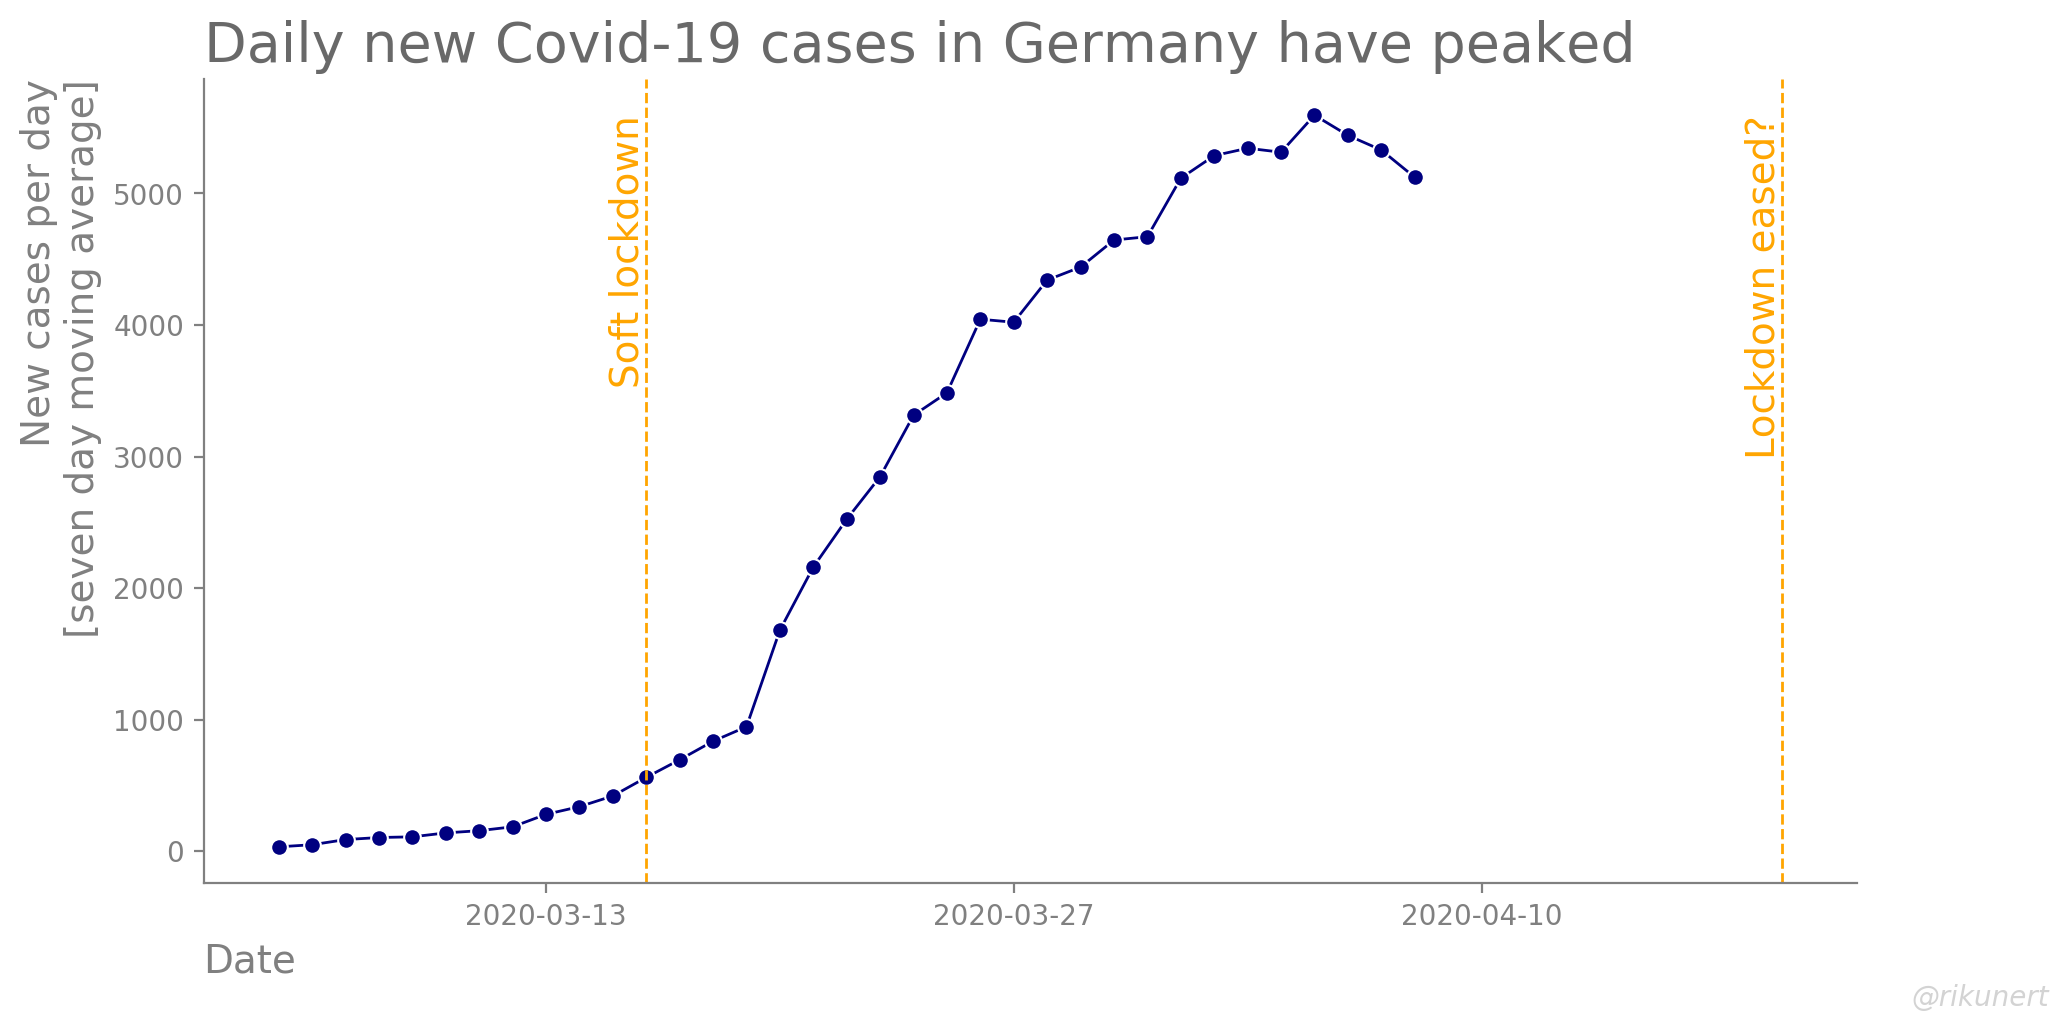 Daily new Covid-19 cases in Germany have peaked
New cases per day
[seven day moving average]
5000
4000
3000
2000
1000
0
Soft lockdown
Lockdown eased?
2020-03-13
2020-03-27
2020-04-10
Date
@rikunert